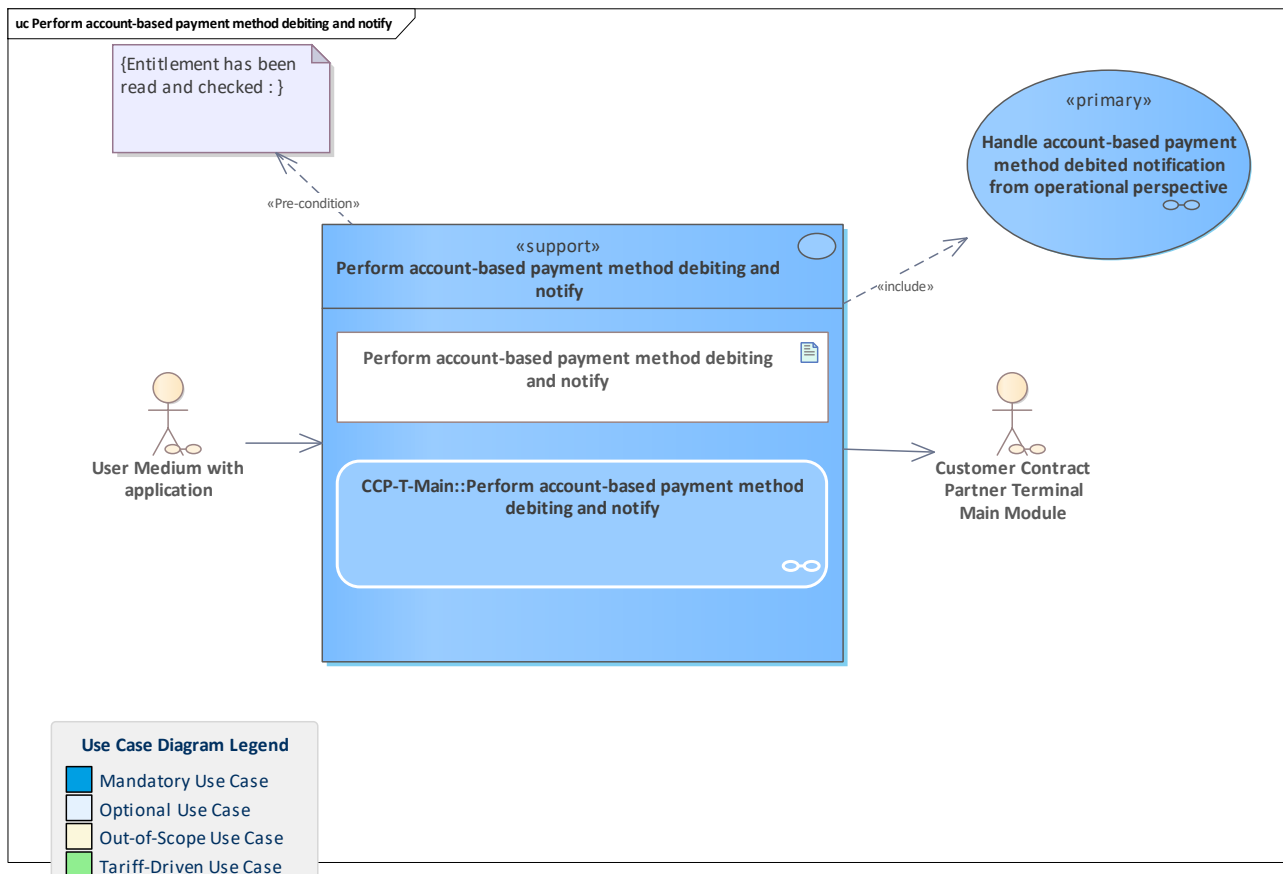 uc Perform account-based payment method debiting and notify
{Entitlement has been
read and checked : }
«primary»
Handle account-based payment
method debited notification
from operational perspective
«Pre-condition»
«support»
Perform account-based payment method debiting and
notify
«include»
Perform account-based payment method debiting
and notify
User Medium with
application
CCP-T-Main::Perform account-based payment method
debiting and notify
Customer Contract
Partner Terminal
Main Module
Use Case Diagram Legend
Mandatory Use Case
Optional Use Case
Out-of-Scope Use Case
Tariff-Driven Use Case